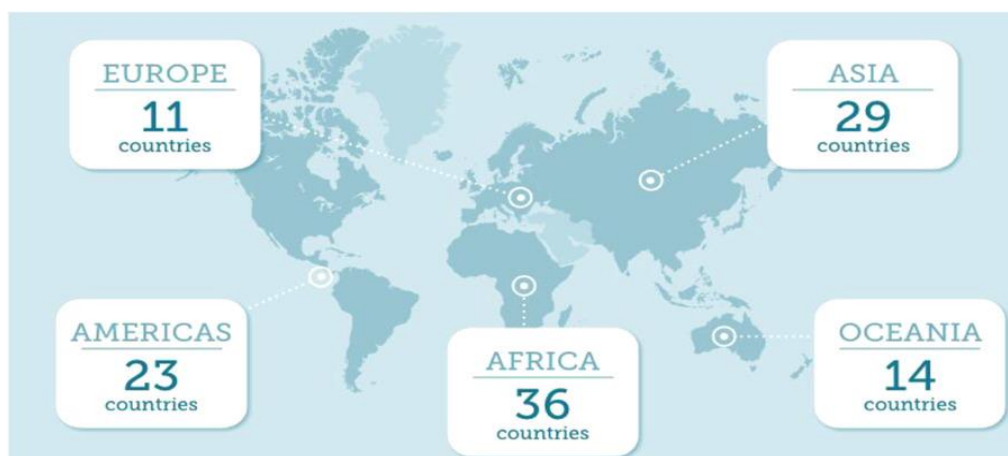 EUROPE
11
countries
ASIA
29
countries
AMERICAS
23
countries
AFRICA
36
countries
OCEANIA
14
countries